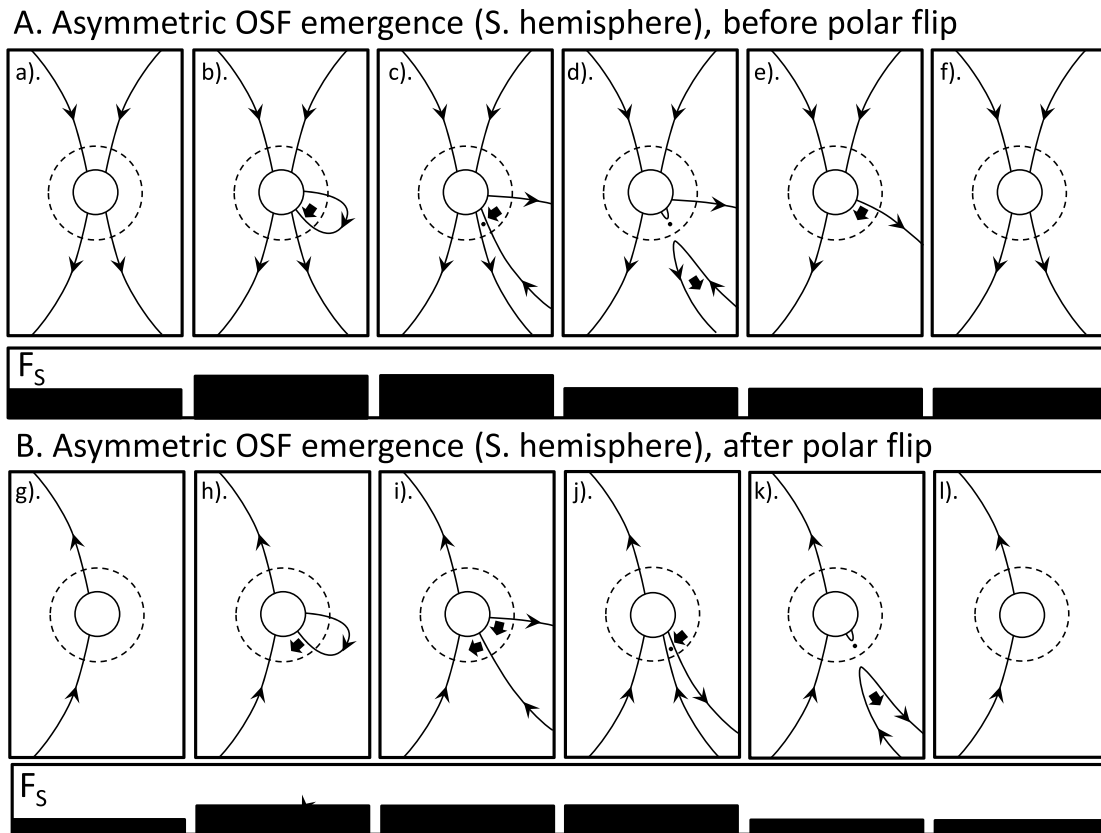 A. Asymmetric OSF emergence (S. hemisphere), before polar flip
a). b). c). d). e). f).
FS
B. Asymmetric OSF emergence (S. hemisphere), after polar flip
g). h). i). j). k). l).
FS